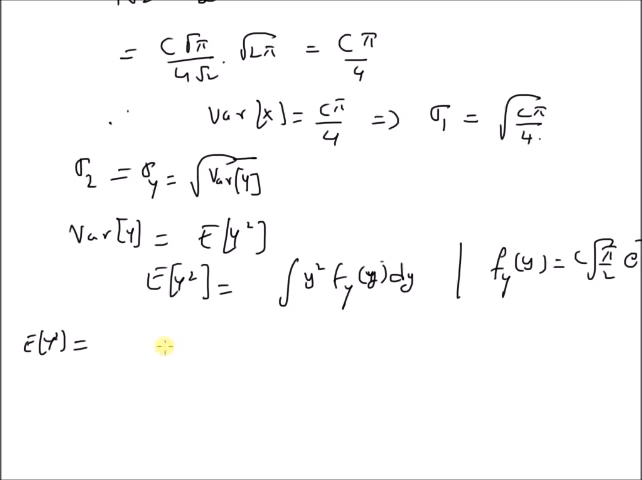 = C√π / 4√2 . √2π = Cπ / 4
∴ Var[x] = Cπ / 4 => σ1 = √(Cπ / 4.)
σ2 = σy = √Var[Y]
Var[Y] = E[Y²]
E[Y²] = ∫ y² fy(y) dy | fy(y) = C√(π/2) e
E[Y²] =